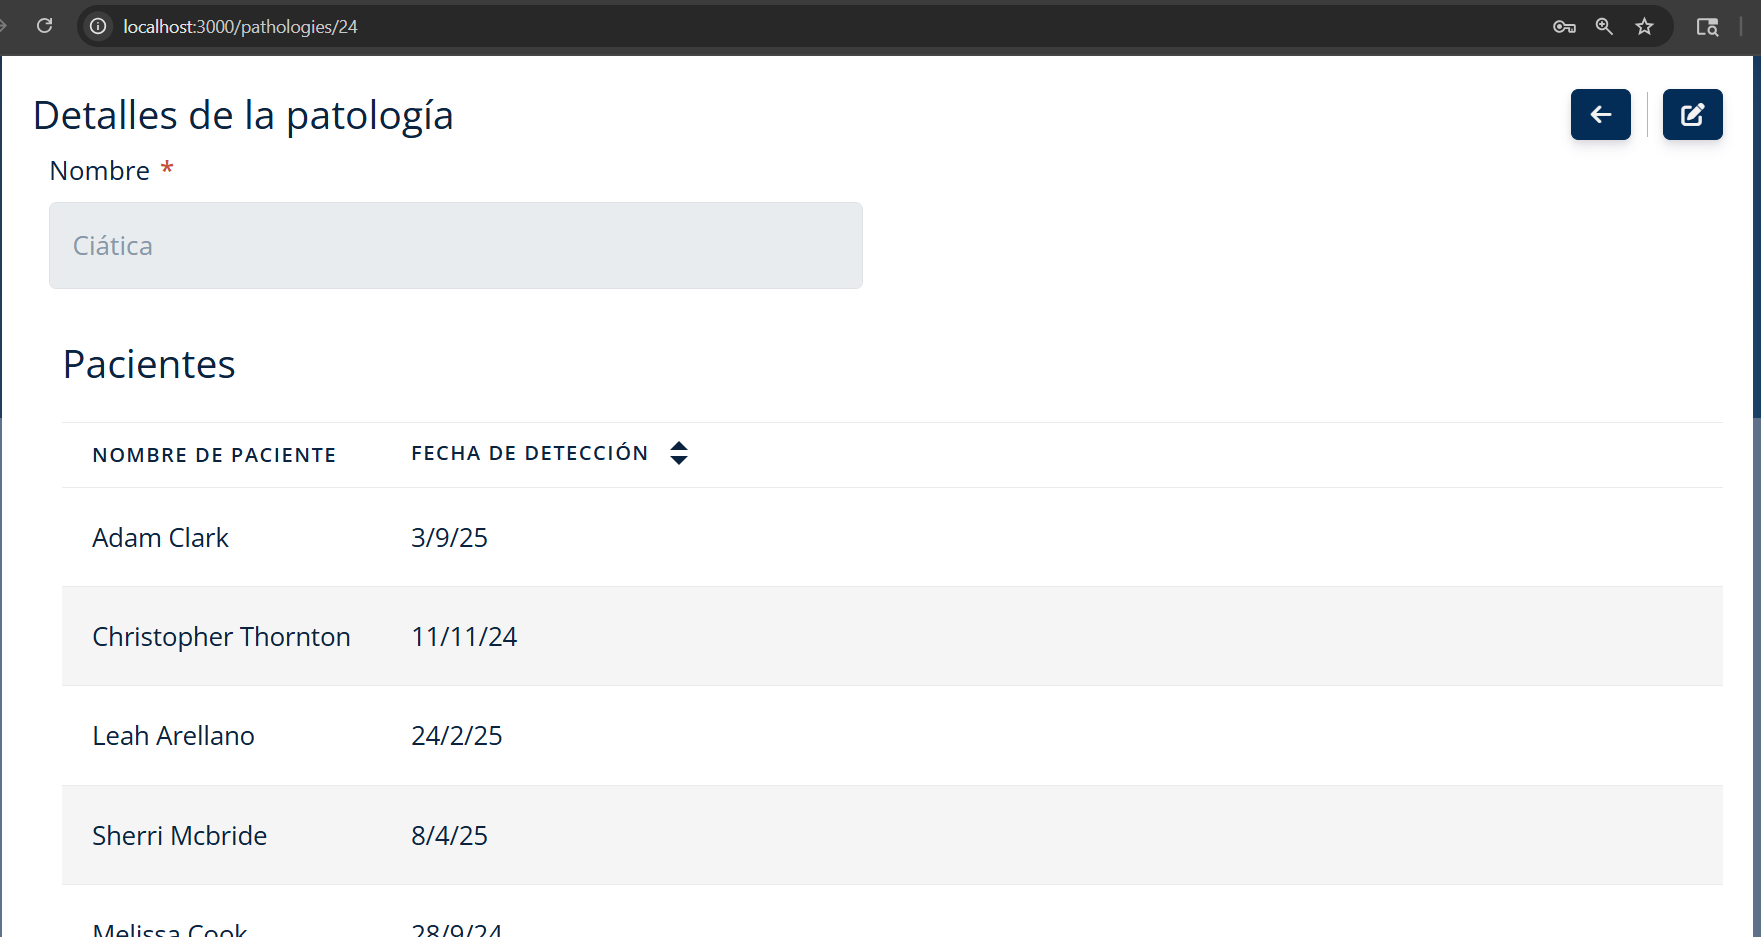 localhost:3000/pathologies/24
Detalles de la patología
Nombre *
Ciática
Pacientes
NOMBRE DE PACIENTE FECHA DE DETECCIÓN
Adam Clark 3/9/25
Christopher Thornton 11/11/24
Leah Arellano 24/2/25
Sherri Mcbride 8/4/25
Melissa Cook 28/9/24